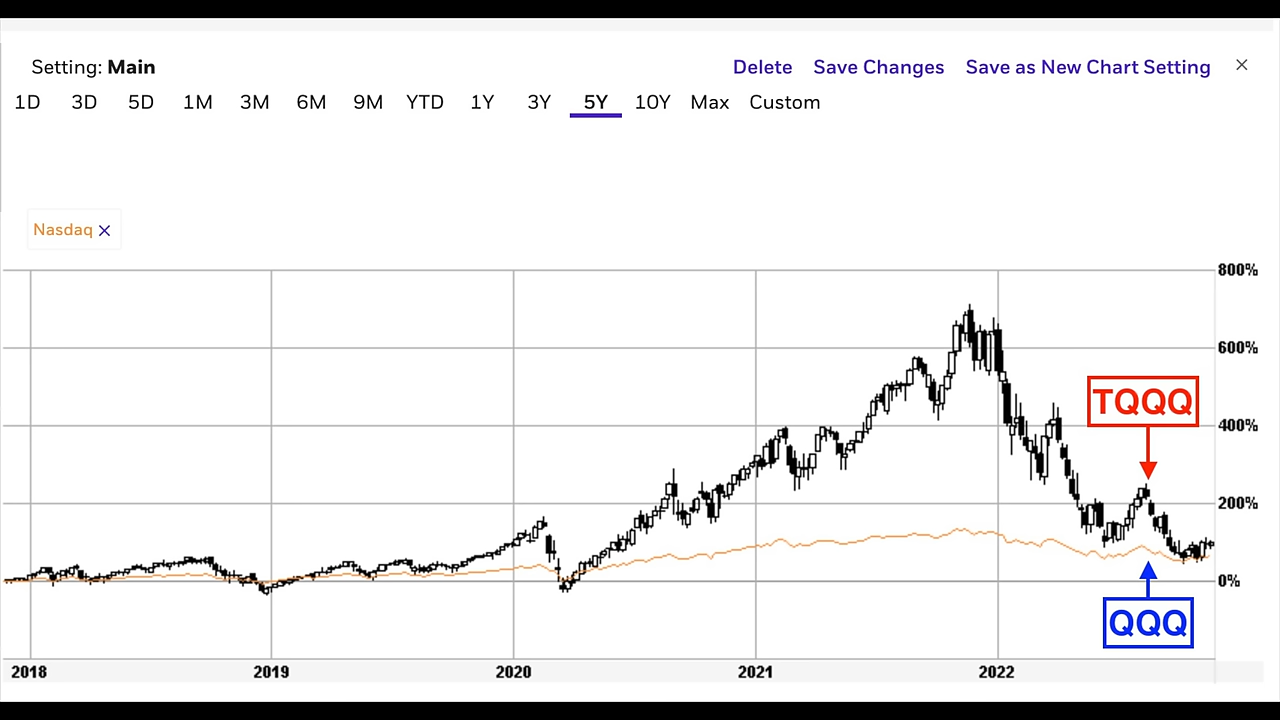 Setting: Main
Delete Save Changes Save as New Chart Setting ×
1D 3D 5D 1M 3M 6M 9M YTD 1Y 3Y 5Y 10Y Max Custom
Nasdaq ×
800%
600%
TQQQ
400%
200%
0%
QQQ
2018 2019 2020 2021 2022